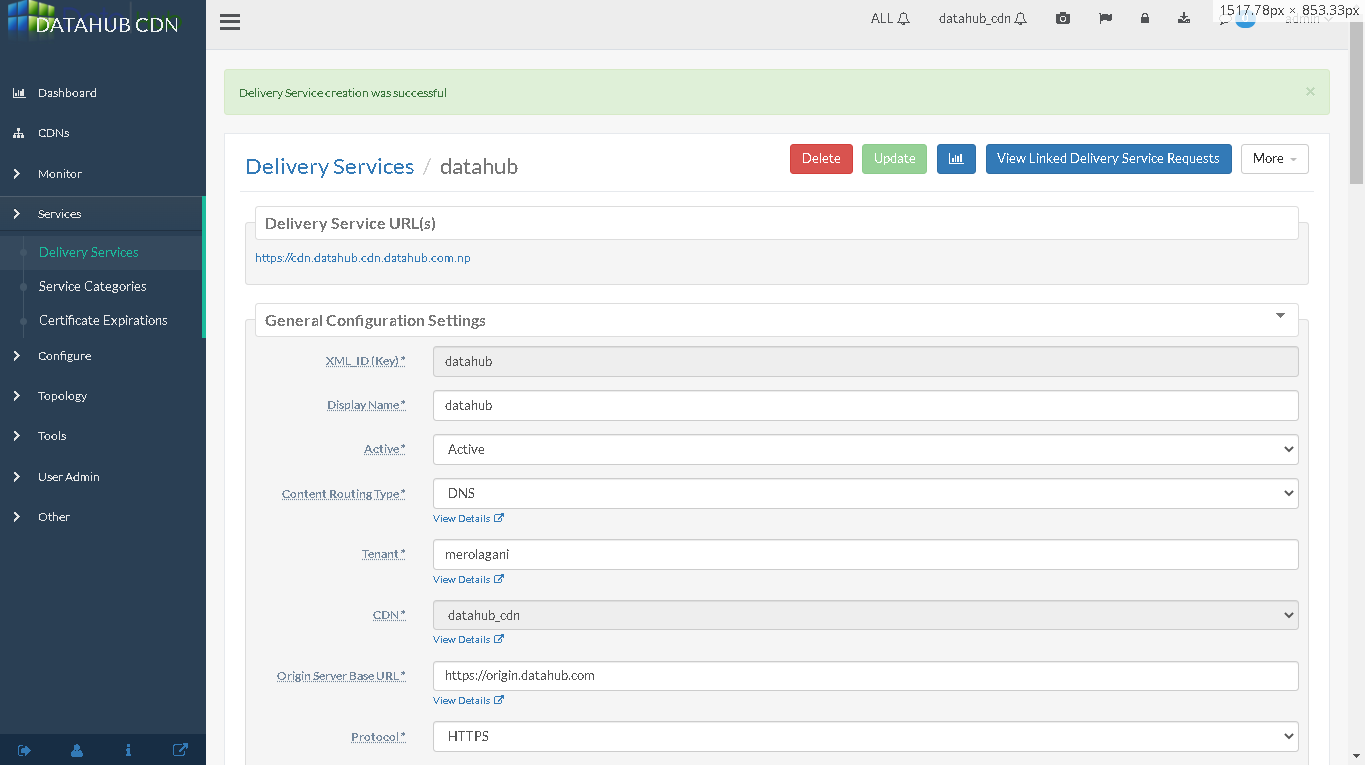 DATAHUB CDN
ALL
datahub_cdn
1517.78px × 853.33px
Dashboard
CDNs
Monitor
Services
Delivery Services
Service Categories
Certificate Expirations
Configure
Topology
Tools
User Admin
Other
Delivery Service creation was successful
×
Delivery Services / datahub
Delete
Update
View Linked Delivery Service Requests
More
Delivery Service URL(s)
https://cdn.datahub.cdn.datahub.com.np
General Configuration Settings
XML_ID (Key) *
datahub
Display Name *
datahub
Active *
Active
Content Routing Type *
DNS
View Details
Tenant *
merolagani
View Details
CDN *
datahub_cdn
View Details
Origin Server Base URL *
https://origin.datahub.com
View Details
Protocol *
HTTPS